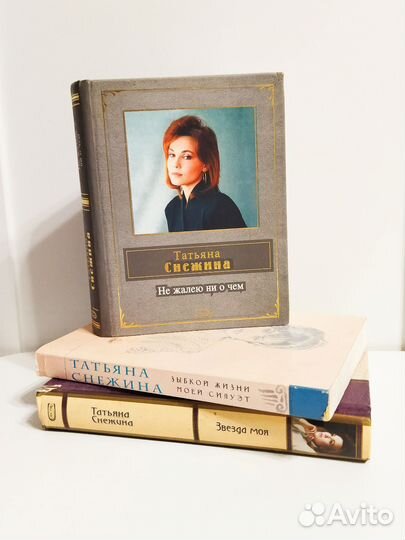 Татьяна
Снежина
Не жалею ни о чем
Снежина
ТАТЬЯНА
СНЕЖИНА
ЗЫБКОЙ ЖИЗНИ
МОЕЙ СИЛУЭТ
Татьяна
Снежина
Звезда моя
Avito